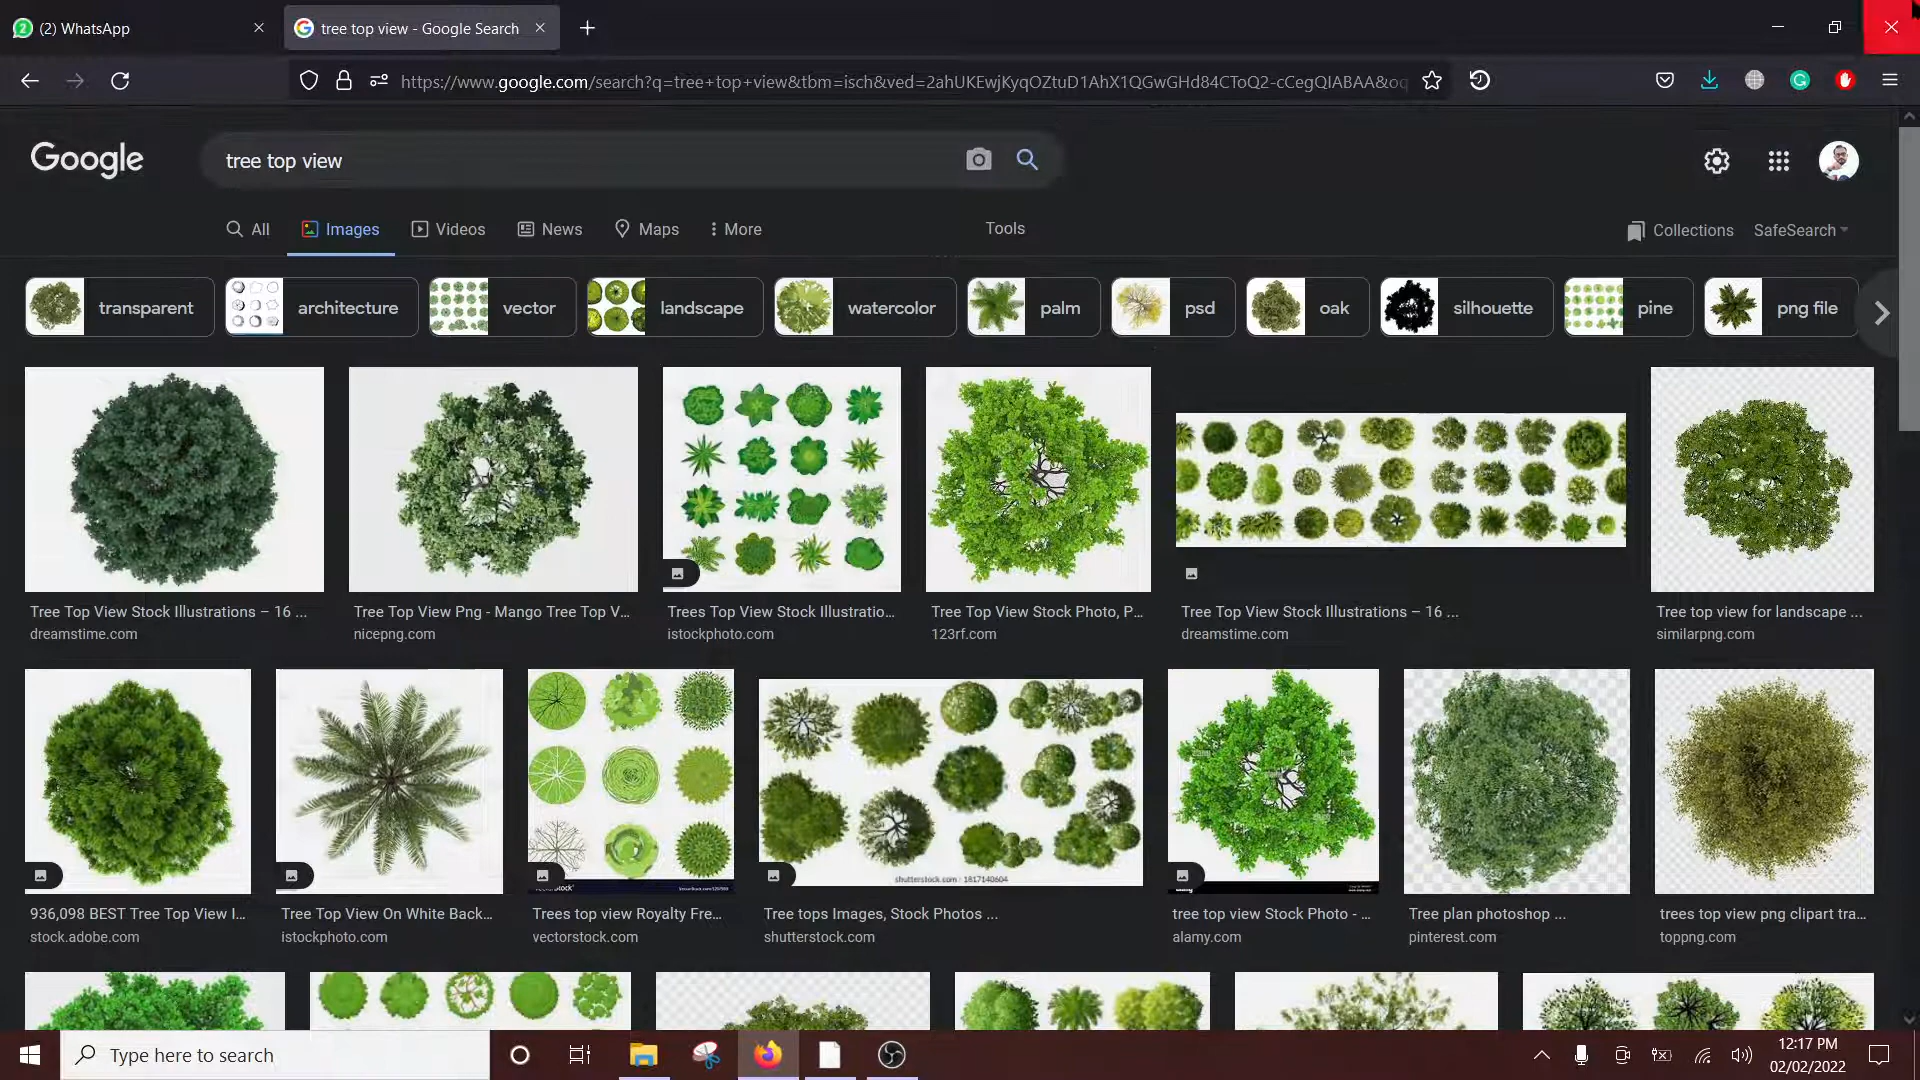 (2) WhatsApp
tree top view - Google Search
https://www.google.com/search?q=tree+top+view&tbm=isch&ved=2ahUKEwjKyqOZtuD1AhX1QGwGHd84CToQ2-cCegQIABAA&oq
Google
tree top view
All
Images
Videos
News
Maps
More
Tools
Collections
SafeSearch
transparent
architecture
vector
landscape
watercolor
palm
psd
oak
silhouette
pine
png file
Tree Top View Stock Illustrations – 16 ...
dreamstime.com
Tree Top View Png - Mango Tree Top V...
nicepng.com
Trees Top View Stock Illustratio...
istockphoto.com
Tree Top View Stock Photo, P...
123rf.com
Tree Top View Stock Illustrations – 16 ...
dreamstime.com
Tree top view for landscape ...
similarpng.com
shutterstock.com · 1817140604
936,098 BEST Tree Top View I...
stock.adobe.com
Tree Top View On White Back...
istockphoto.com
Trees top view Royalty Fre...
vectorstock.com
Tree tops Images, Stock Photos ...
shutterstock.com
tree top view Stock Photo - ...
alamy.com
Tree plan photoshop ...
pinterest.com
trees top view png clipart tra...
toppng.com
Type here to search
12:17 PM
02/02/2022